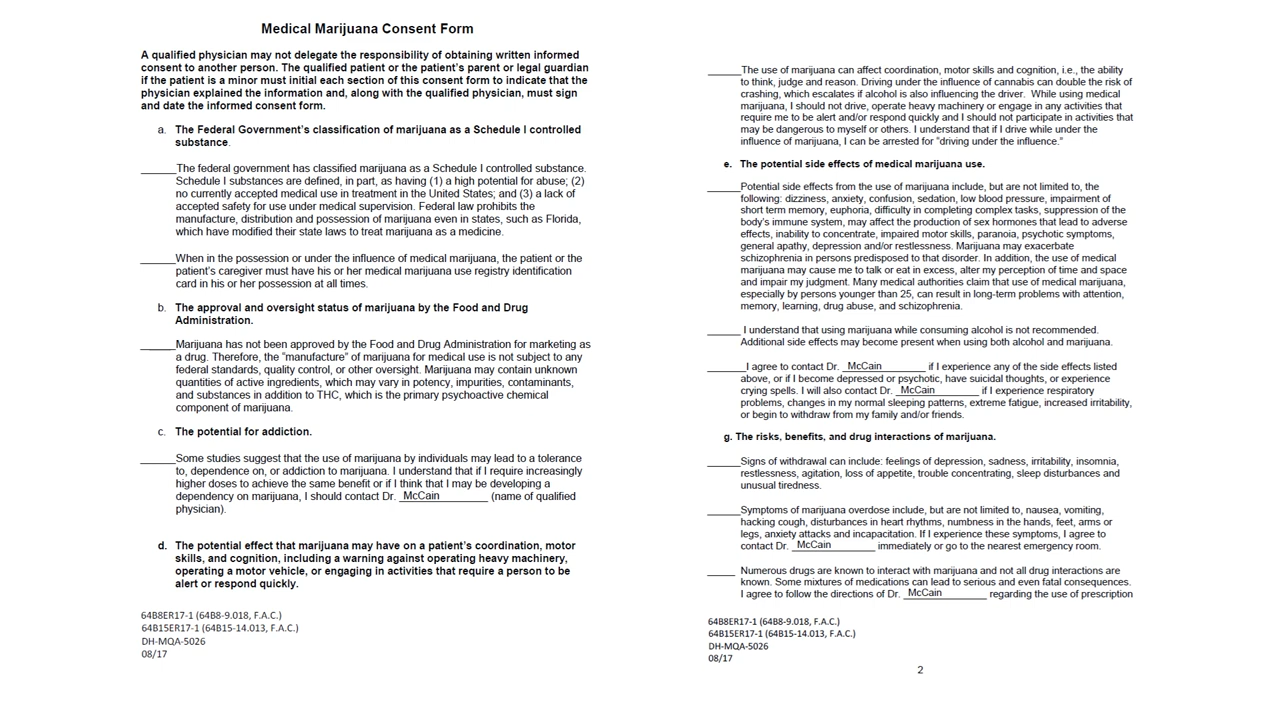 Medical Marijuana Consent Form
A qualified physician may not delegate the responsibility of obtaining written informed
consent to another person. The qualified patient or the patient's parent or legal guardian
if the patient is a minor must initial each section of this consent form to indicate that the
physician explained the information and, along with the qualified physician, must sign
and date the informed consent form.
a. The Federal Government's classification of marijuana as a Schedule I controlled
substance.
______The federal government has classified marijuana as a Schedule I controlled substance.
Schedule I substances are defined, in part, as having (1) a high potential for abuse; (2)
no currently accepted medical use in treatment in the United States; and (3) a lack of
accepted safety for use under medical supervision. Federal law prohibits the
manufacture, distribution and possession of marijuana even in states, such as Florida,
which have modified their state laws to treat marijuana as a medicine.
______When in the possession or under the influence of medical marijuana, the patient or the
patient's caregiver must have his or her medical marijuana use registry identification
card in his or her possession at all times.
b. The approval and oversight status of marijuana by the Food and Drug
Administration.
______Marijuana has not been approved by the Food and Drug Administration for marketing as
a drug. Therefore, the "manufacture" of marijuana for medical use is not subject to any
federal standards, quality control, or other oversight. Marijuana may contain unknown
quantities of active ingredients, which may vary in potency, impurities, contaminants,
and substances in addition to THC, which is the primary psychoactive chemical
component of marijuana.
c. The potential for addiction.
______Some studies suggest that the use of marijuana by individuals may lead to a tolerance
to, dependence on, or addiction to marijuana. I understand that if I require increasingly
higher doses to achieve the same benefit or if I think that I may be developing a
dependency on marijuana, I should contact Dr. McCain (name of qualified
physician).
d. The potential effect that marijuana may have on a patient's coordination, motor
skills, and cognition, including a warning against operating heavy machinery,
operating a motor vehicle, or engaging in activities that require a person to be
alert or respond quickly.
64B8ER17-1 (64B8-9.018, F.A.C.)
64B15ER17-1 (64B15-14.013, F.A.C.)
DH-MQA-5026
08/17
______The use of marijuana can affect coordination, motor skills and cognition, i.e., the ability
to think, judge and reason. Driving under the influence of cannabis can double the risk of
crashing, which escalates if alcohol is also influencing the driver. While using medical
marijuana, I should not drive, operate heavy machinery or engage in any activities that
require me to be alert and/or respond quickly and I should not participate in activities that
may be dangerous to myself or others. I understand that if I drive while under the
influence of marijuana, I can be arrested for "driving under the influence."
e. The potential side effects of medical marijuana use.
______Potential side effects from the use of marijuana include, but are not limited to, the
following: dizziness, anxiety, confusion, sedation, low blood pressure, impairment of
short term memory, euphoria, difficulty in completing complex tasks, suppression of the
body's immune system, may affect the production of sex hormones that lead to adverse
effects, inability to concentrate, impaired motor skills, paranoia, psychotic symptoms,
general apathy, depression and/or restlessness. Marijuana may exacerbate
schizophrenia in persons predisposed to that disorder. In addition, the use of medical
marijuana may cause me to talk or eat in excess, alter my perception of time and space
and impair my judgment. Many medical authorities claim that use of medical marijuana,
especially by persons younger than 25, can result in long-term problems with attention,
memory, learning, drug abuse, and schizophrenia.
______ I understand that using marijuana while consuming alcohol is not recommended.
Additional side effects may become present when using both alcohol and marijuana.
______I agree to contact Dr. McCain if I experience any of the side effects listed
above, or if I become depressed or psychotic, have suicidal thoughts, or experience
crying spells. I will also contact Dr. McCain if I experience respiratory
problems, changes in my normal sleeping patterns, extreme fatigue, increased irritability,
or begin to withdraw from my family and/or friends.
g. The risks, benefits, and drug interactions of marijuana.
______Signs of withdrawal can include: feelings of depression, sadness, irritability, insomnia,
restlessness, agitation, loss of appetite, trouble concentrating, sleep disturbances and
unusual tiredness.
______Symptoms of marijuana overdose include, but are not limited to, nausea, vomiting,
hacking cough, disturbances in heart rhythms, numbness in the hands, feet, arms or
legs, anxiety attacks and incapacitation. If I experience these symptoms, I agree to
contact Dr. McCain immediately or go to the nearest emergency room.
_____ Numerous drugs are known to interact with marijuana and not all drug interactions are
known. Some mixtures of medications can lead to serious and even fatal consequences.
I agree to follow the directions of Dr. McCain regarding the use of prescription
64B8ER17-1 (64B8-9.018, F.A.C.)
64B15ER17-1 (64B15-14.013, F.A.C.)
DH-MQA-5026
08/17
2